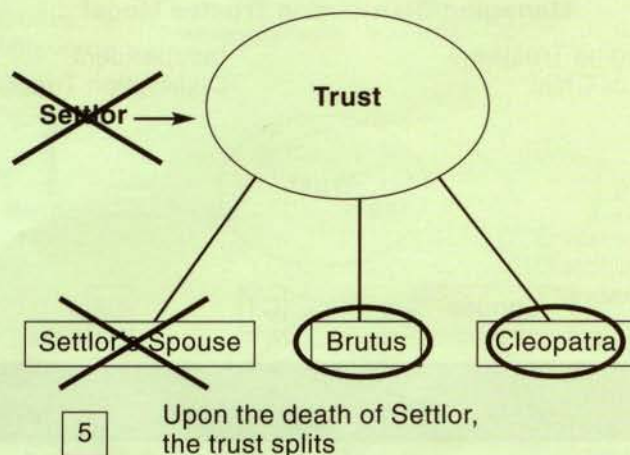 Trust
Settlor
Settlor's Spouse
Brutus
Cleopatra
5
Upon the death of Settlor,
the trust splits